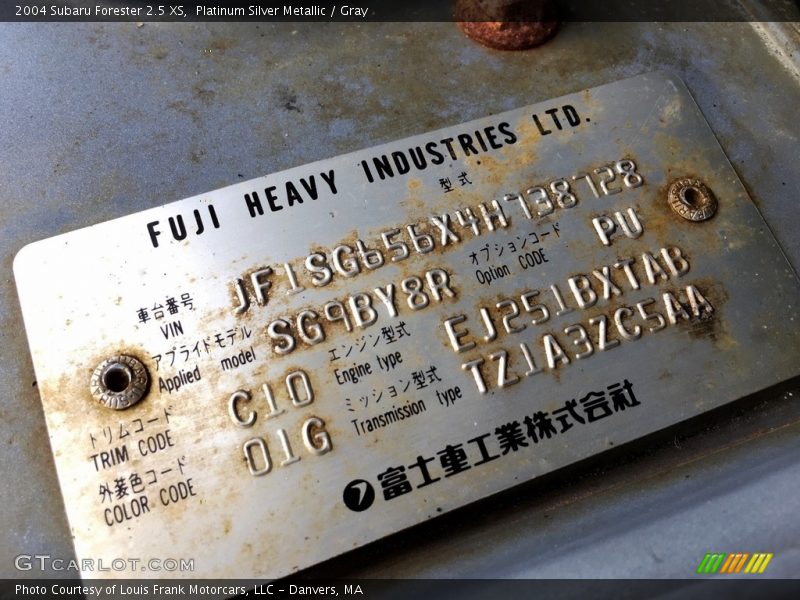 2004 Subaru Forester 2.5 XS, Platinum Silver Metallic / Gray
FUJI HEAVY INDUSTRIES LTD.
型式
車台番号 JF1SG656X4H738728
VIN
アプライドモデル SG9BY8R オプションコード PU
Applied model Option CODE
エンジン型式 EJ251BXTAB
Engine type
トリムコード C10 ミッション型式 TZ1A3ZC5AA
TRIM CODE Transmission type
外装色コード 01G
COLOR CODE
富士重工業株式会社
GTCARLOT.COM
Photo Courtesy of Louis Frank Motorcars, LLC – Danvers, MA